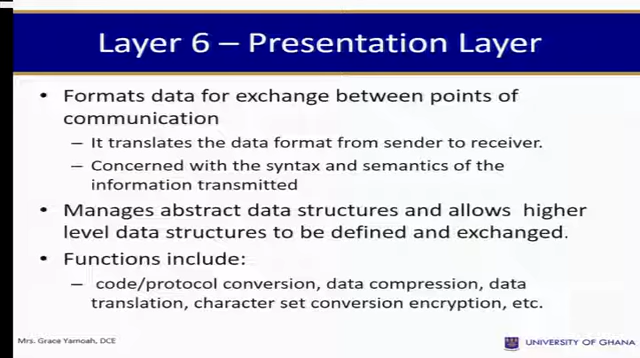 Layer 6 – Presentation Layer
• Formats data for exchange between points of
communication
– It translates the data format from sender to receiver.
– Concerned with the syntax and semantics of the
information transmitted
• Manages abstract data structures and allows higher
level data structures to be defined and exchanged.
• Functions include:
– code/protocol conversion, data compression, data
translation, character set conversion encryption, etc.
Mrs. Grace Yamoah, DCE
UNIVERSITY OF GHANA